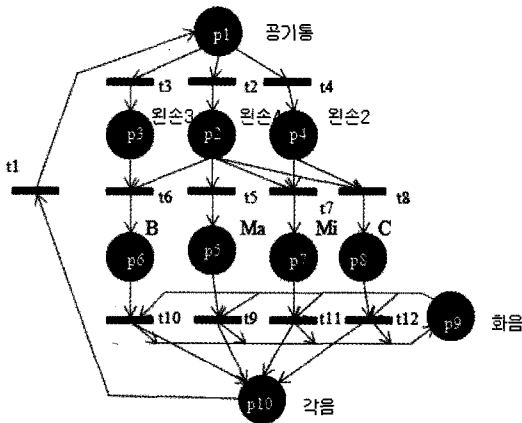 p1 공기통
t3 t2 t4
왼손3 왼손4 왼손2
p3 p2 p4
t1
t6 t5 t7 t8
B Ma Mi C
p6 p5 p7 p8
p9 화음
t10 t9 t11 t12
p10 각음